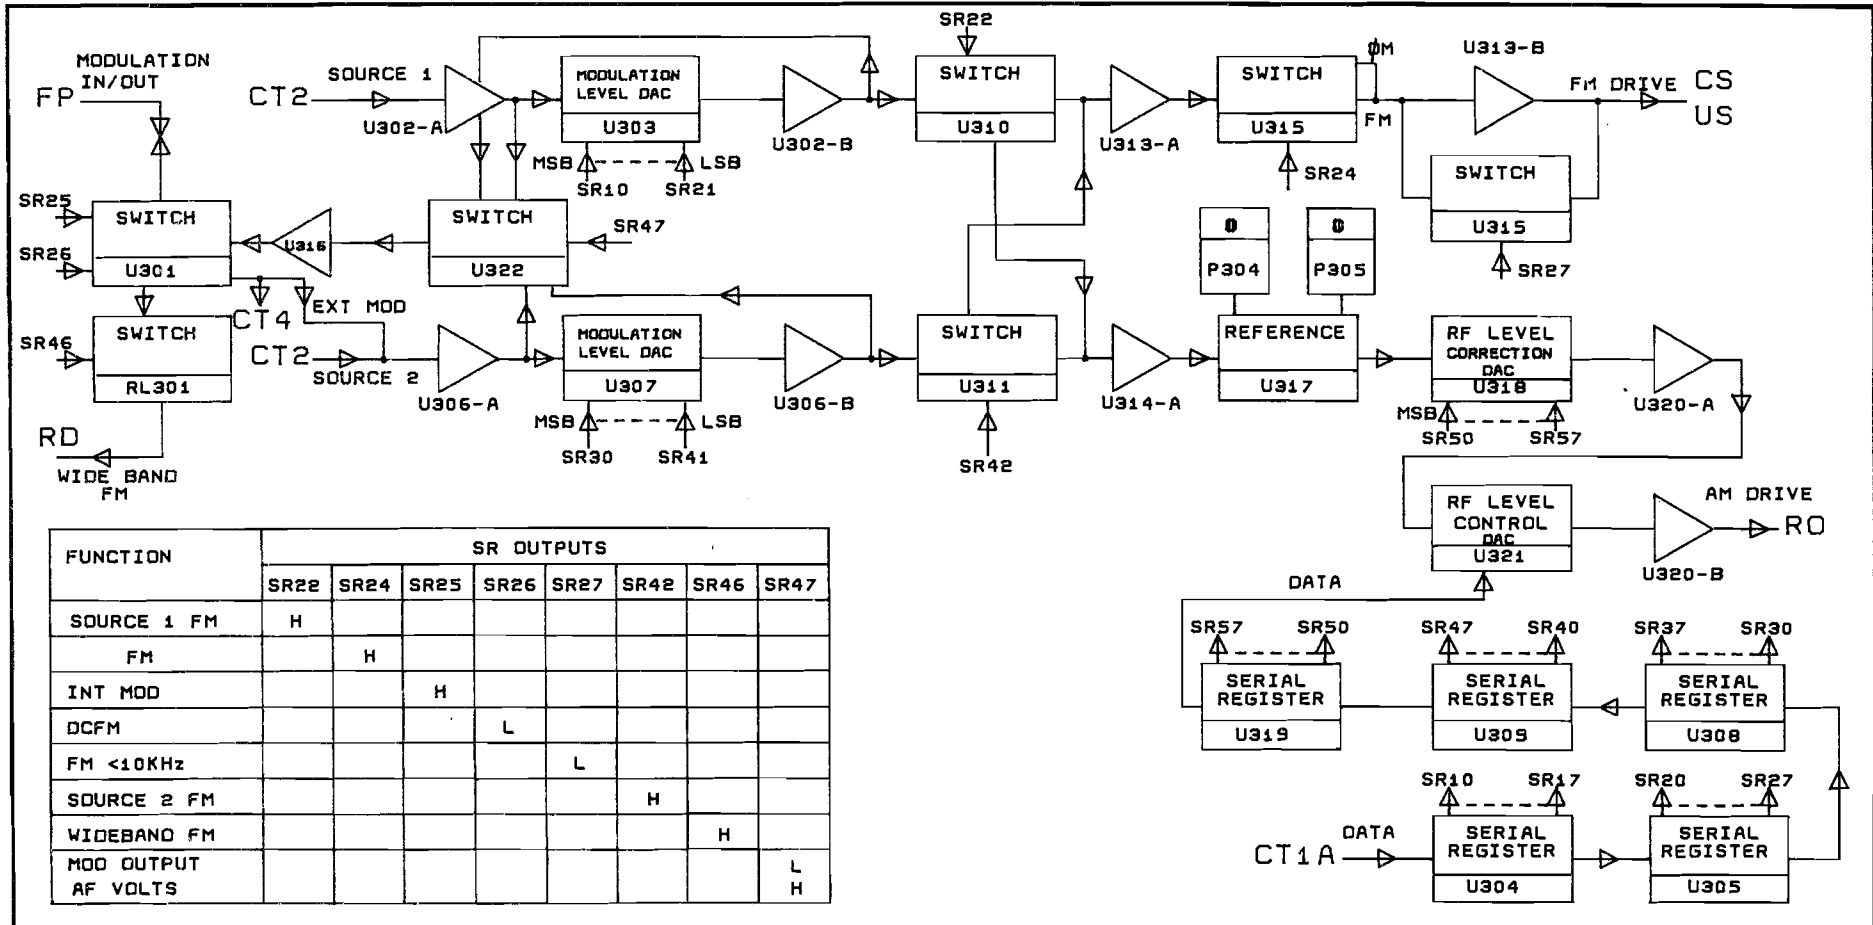 SR22
MODULATION
IN/OUT
FP
CT2
SOURCE 1
U302-A
MODULATION
LEVEL DAC
U303
MSB
LSB
SR10
SR21
U302-B
SWITCH
U310
U313-A
SWITCH
U315
SR24
ØM
FM
U313-B
FM DRIVE
CS
US
SWITCH
U315
SR27
SR25
SR26
SWITCH
U301
U316
SWITCH
U322
SR47
P304
P305
CT4
EXT MOD
SR46
SWITCH
RL301
CT2
SOURCE 2
U306-A
MODULATION
LEVEL DAC
U307
MSB
LSB
SR30
SR41
U306-B
SWITCH
U311
SR42
U314-A
REFERENCE
U317
RF LEVEL
CORRECTION
DAC
U318
MSB
SR50
SR57
U320-A
RD
WIDE BAND
FM
RF LEVEL
CONTROL
DAC
U321
U320-B
AM DRIVE
RO
DATA
FUNCTION
SR OUTPUTS
SR22 SR24 SR25 SR26 SR27 SR42 SR46 SR47
SOURCE 1 FM H
FM H
INT MOD H
DCFM L
FM <10KHz L
SOURCE 2 FM H
WIDEBAND FM H
MOD OUTPUT L
AF VOLTS H
SR57
SR50
SERIAL
REGISTER
U319
SR47
SR40
SERIAL
REGISTER
U309
SR37
SR30
SERIAL
REGISTER
U308
CT1A
DATA
SR10
SR17
SERIAL
REGISTER
U304
SR20
SR27
SERIAL
REGISTER
U305